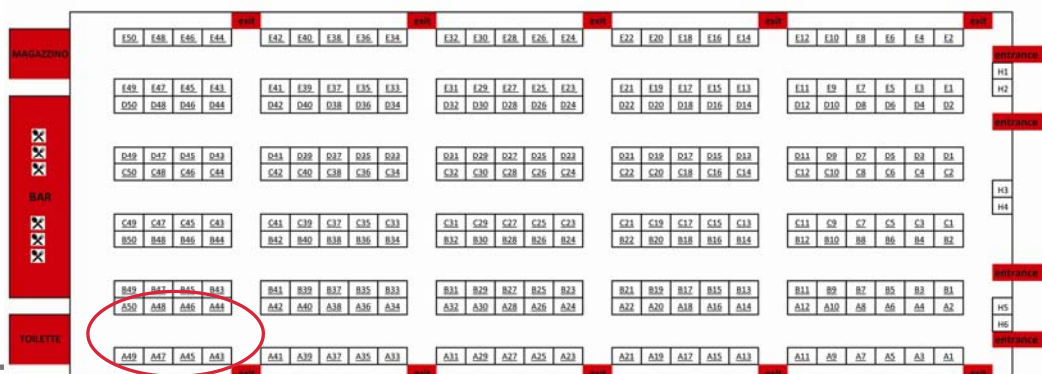 exit exit exit exit exit
E50 E48 E46 E44 E42 E40 E38 E36 E34 E32 E30 E28 E26 E24 E22 E20 E18 E16 E14 E12 E10 E8 E6 E4 E2
MAGAZZINO
entrance
H1
E49 E47 E45 E43 E41 E39 E37 E35 E33 E31 E29 E27 E25 E23 E21 E19 E17 E15 E13 E11 E9 E7 E5 E3 E1
H2
D50 D48 D46 D44 D42 D40 D38 D36 D34 D32 D30 D28 D26 D24 D22 D20 D18 D16 D14 D12 D10 D8 D6 D4 D2
entrance
D49 D47 D45 D43 D41 D39 D37 D35 D33 D31 D29 D27 D25 D23 D21 D19 D17 D15 D13 D11 D9 D7 D5 D3 D1
C50 C48 C46 C44 C42 C40 C38 C36 C34 C32 C30 C28 C26 C24 C22 C20 C18 C16 C14 C12 C10 C8 C6 C4 C2
H3
BAR
H4
C49 C47 C45 C43 C41 C39 C37 C35 C33 C31 C29 C27 C25 C23 C21 C19 C17 C15 C13 C11 C9 C7 C5 C3 C1
B50 B48 B46 B44 B42 B40 B38 B36 B34 B32 B30 B28 B26 B24 B22 B20 B18 B16 B14 B12 B10 B8 B6 B4 B2
entrance
B49 B47 B45 B43 B41 B39 B37 B35 B33 B31 B29 B27 B25 B23 B21 B19 B17 B15 B13 B11 B9 B7 B5 B3 B1
A50 A48 A46 A44 A42 A40 A38 A36 A34 A32 A30 A28 A26 A24 A22 A20 A18 A16 A14 A12 A10 A8 A6 A4 A2
H5
H6
TOILETTE
entrance
A49 A47 A45 A43 A41 A39 A37 A35 A33 A31 A29 A27 A25 A23 A21 A19 A17 A15 A13 A11 A9 A7 A5 A3 A1
exit exit exit exit exit